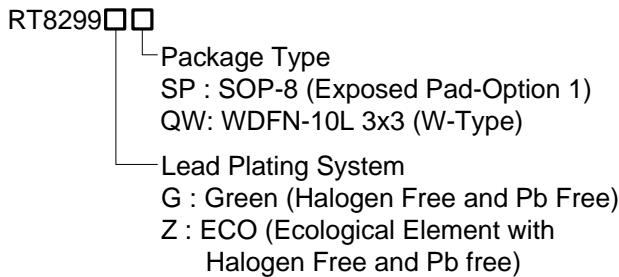 RT8299□□
Package Type
SP : SOP-8 (Exposed Pad-Option 1)
QW: WDFN-10L 3x3 (W-Type)
Lead Plating System
G : Green (Halogen Free and Pb Free)
Z : ECO (Ecological Element with
Halogen Free and Pb free)